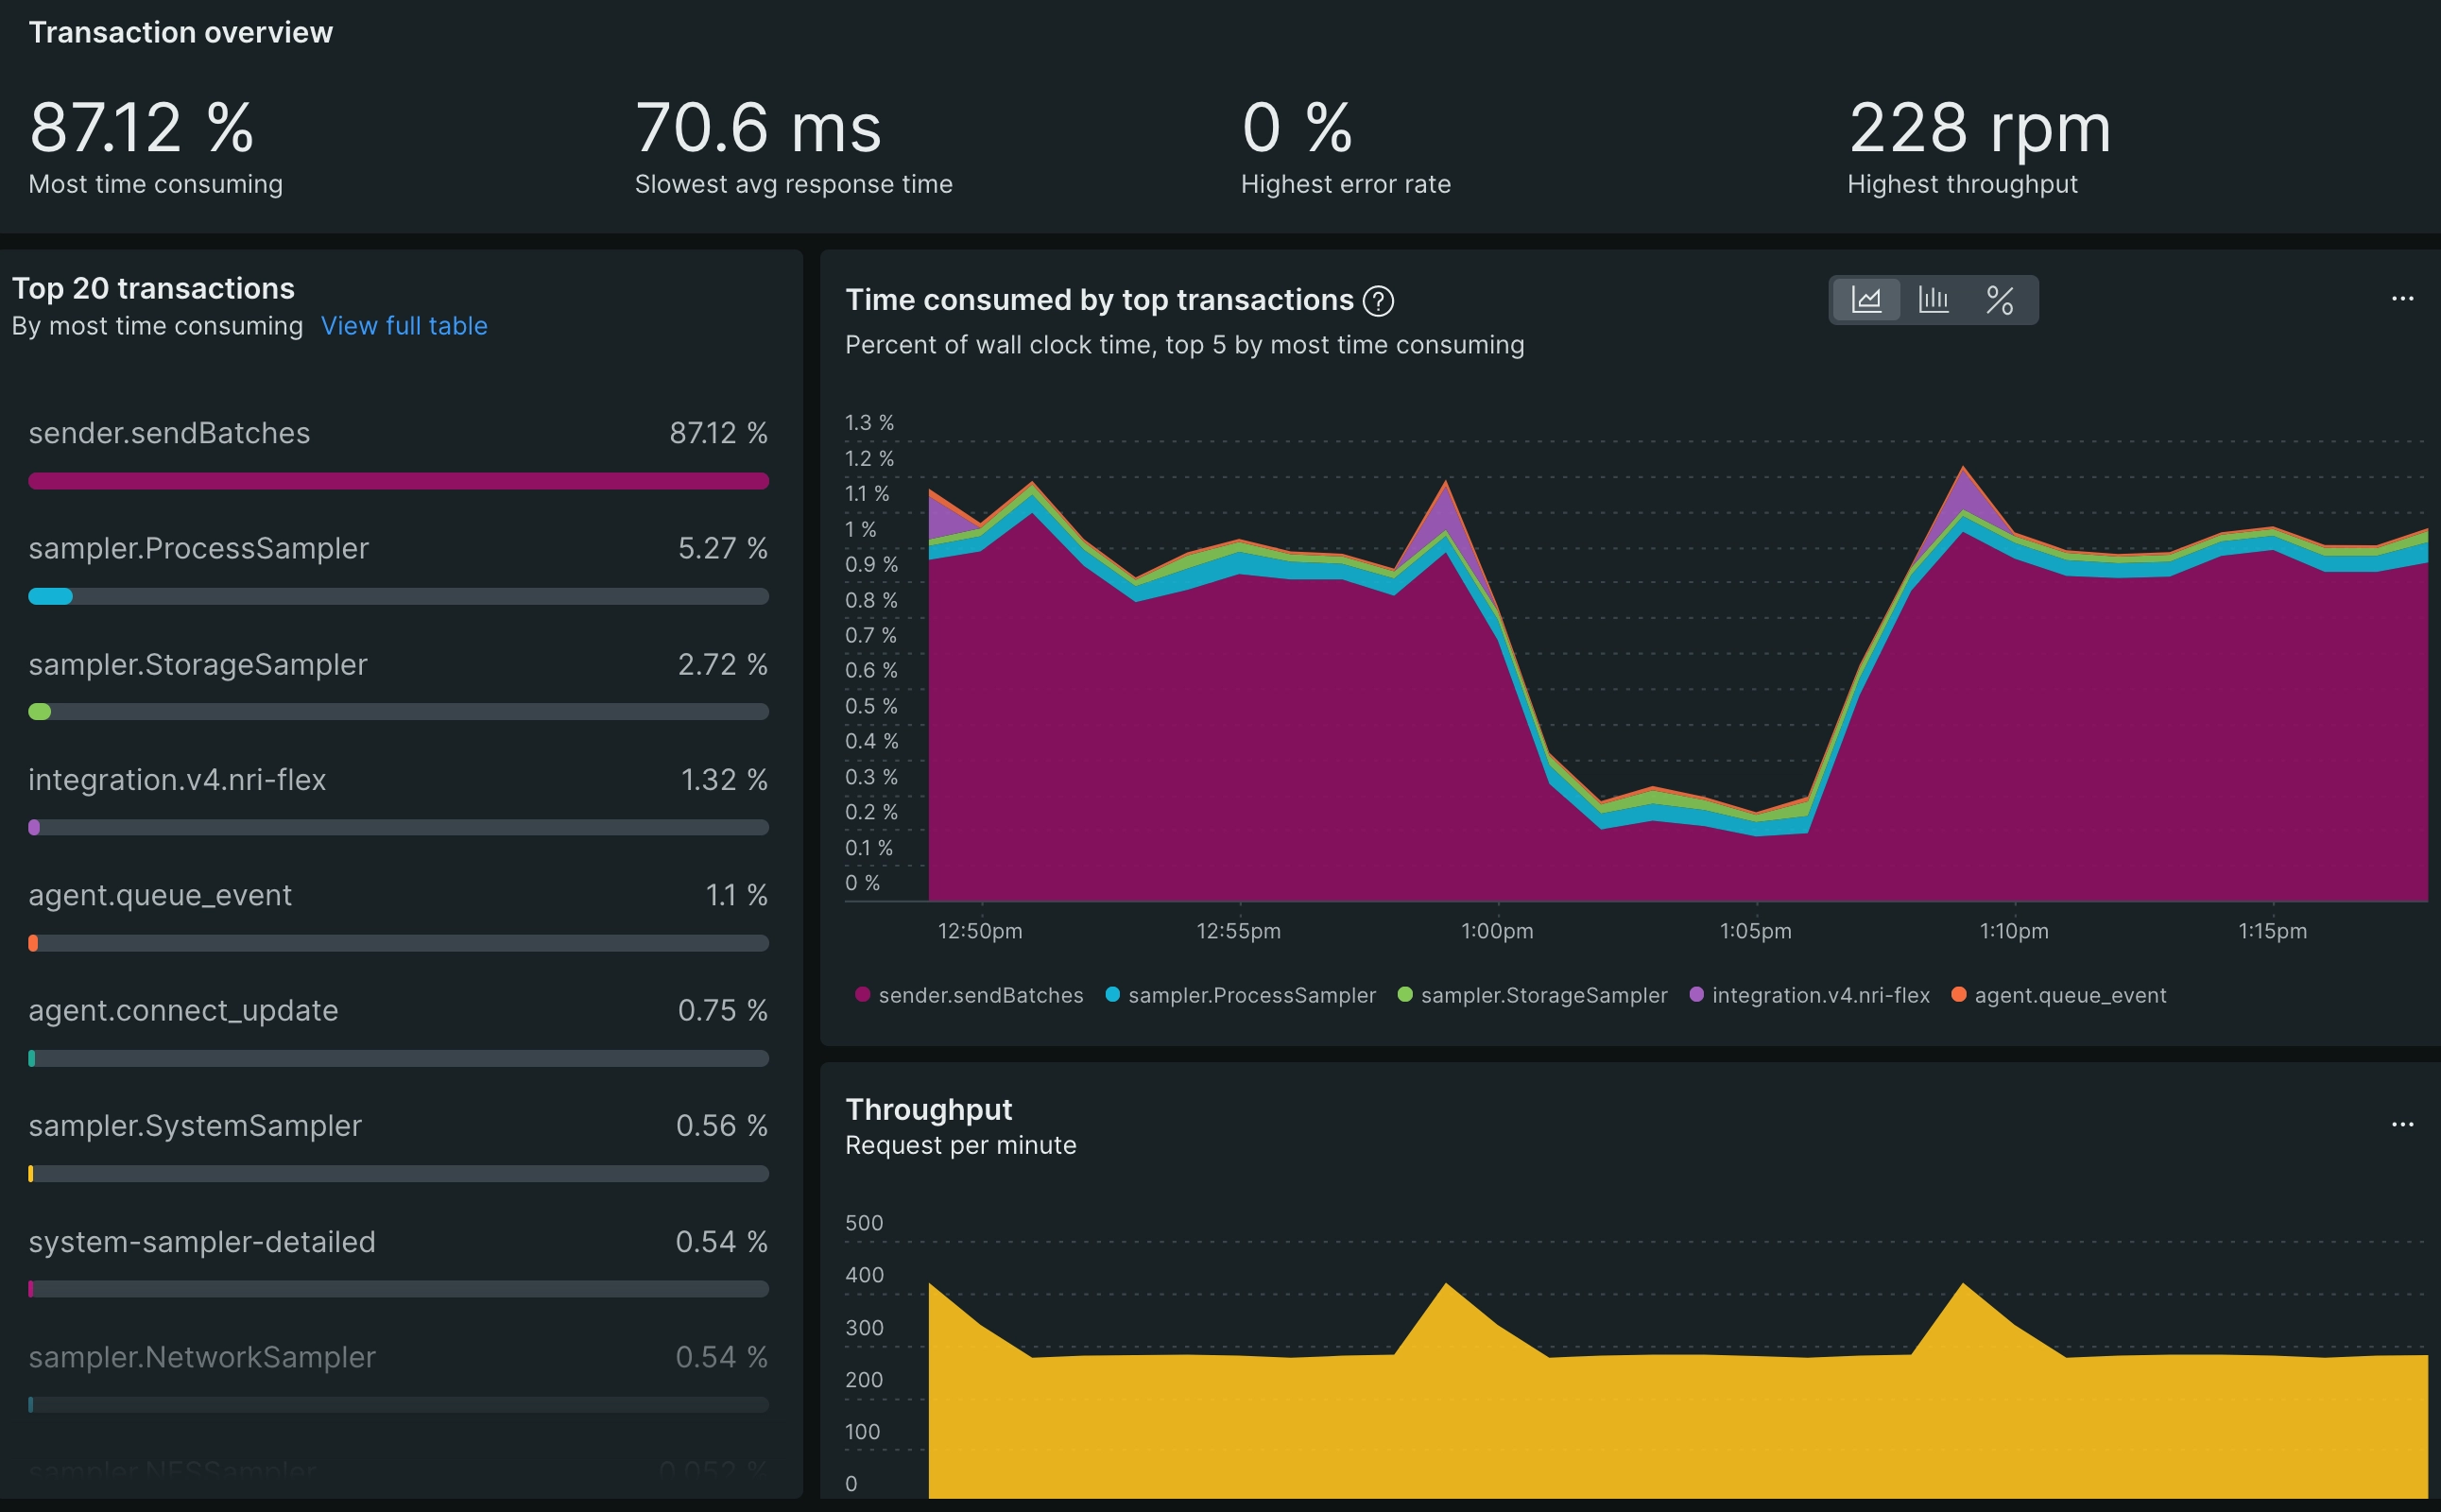 Transaction overview
87.12 %
Most time consuming
70.6 ms
Slowest avg response time
0 %
Highest error rate
228 rpm
Highest throughput
Top 20 transactions
By most time consuming View full table
sender.sendBatches 87.12 %
sampler.ProcessSampler 5.27 %
sampler.StorageSampler 2.72 %
integration.v4.nri-flex 1.32 %
agent.queue_event 1.1 %
agent.connect_update 0.75 %
sampler.SystemSampler 0.56 %
system-sampler-detailed 0.54 %
sampler.NetworkSampler 0.54 %
sampler.NFSSampler 0.052 %
Time consumed by top transactions ?
%
...
Percent of wall clock time, top 5 by most time consuming
1.3 %
1.2 %
1.1 %
1 %
0.9 %
0.8 %
0.7 %
0.6 %
0.5 %
0.4 %
0.3 %
0.2 %
0.1 %
0 %
12:50pm 12:55pm 1:00pm 1:05pm 1:10pm 1:15pm
sender.sendBatches sampler.ProcessSampler sampler.StorageSampler integration.v4.nri-flex agent.queue_event
Throughput
...
Request per minute
500
400
300
200
100
0